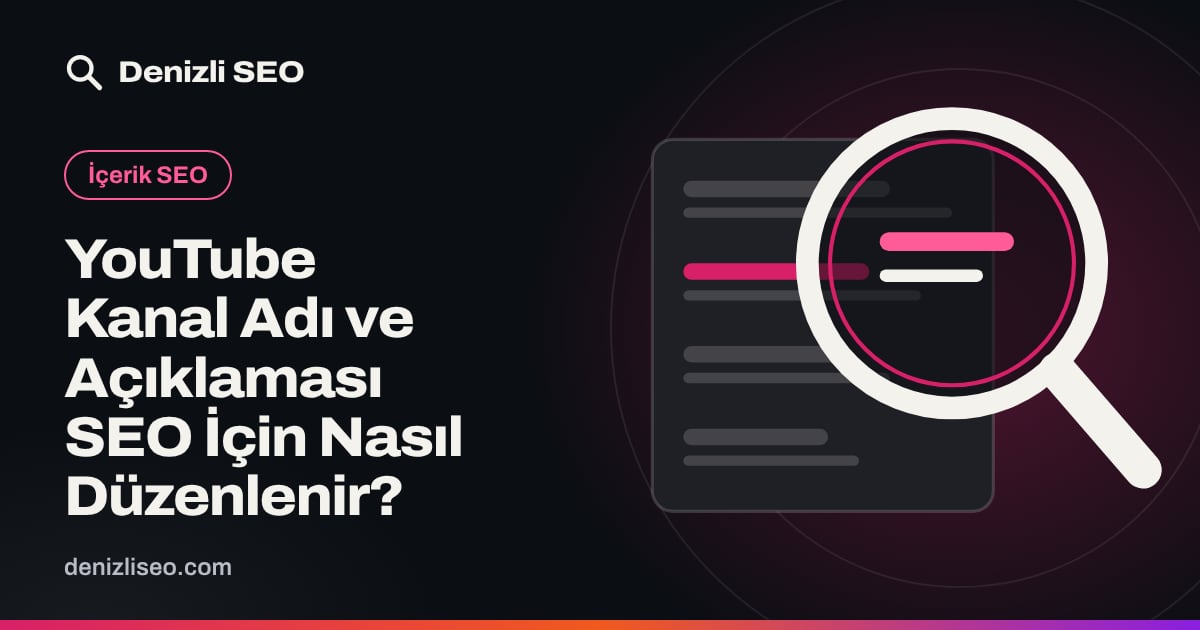 Denizli SEO
İçerik SEO
YouTube
Kanal Adı ve
Açıklaması
SEO İçin Nasıl
Düzenlenir?
denizliseo.com